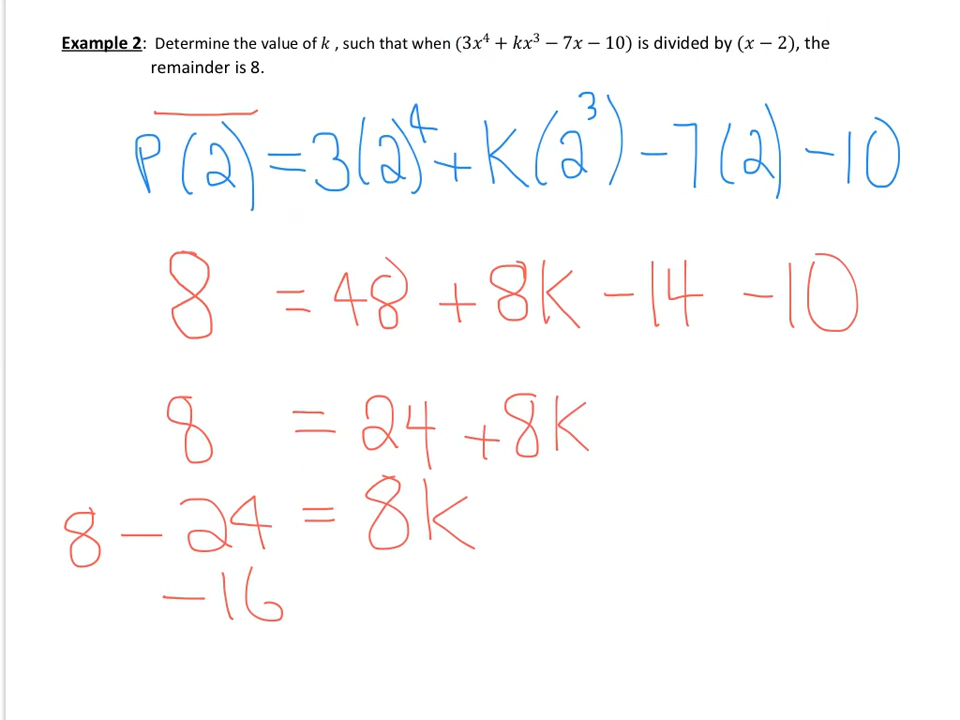 Example 2: Determine the value of k , such that when (3x⁴ + kx³ − 7x − 10) is divided by (x − 2), the
remainder is 8.
P(2) = 3(2)⁴ + K(2³) − 7(2) − 10
8 = 48 + 8K − 14 − 10
8 = 24 + 8K
8 − 24 = 8K
− 16